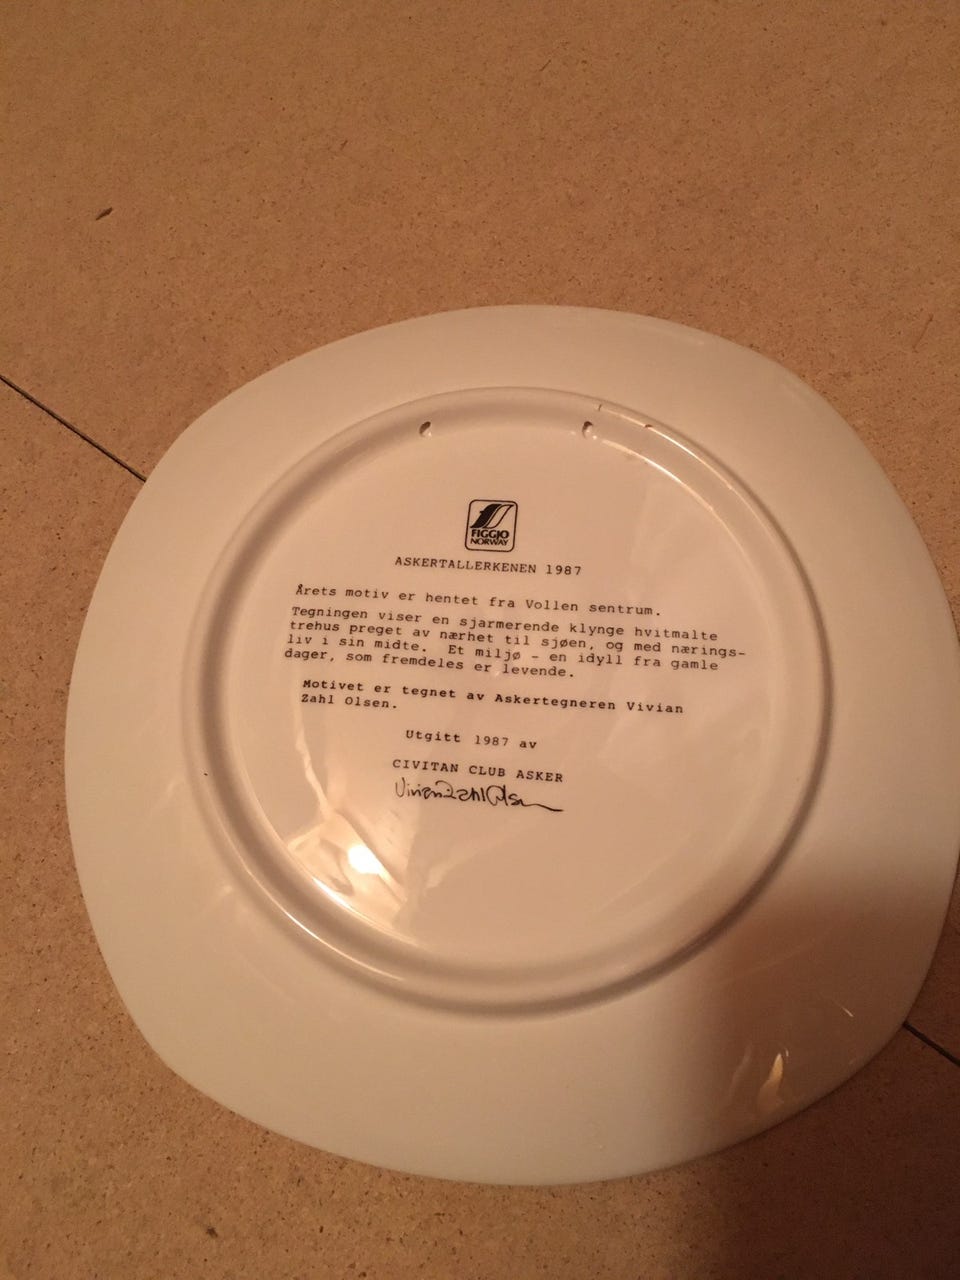 FIGGJO
NORWAY
ASKERTALLERKENEN 1987
Årets motiv er hentet fra Vollen sentrum.
Tegningen viser en sjarmerende klynge hvitmalte
trehus preget av nærhet til sjøen, og med nærings-
liv i sin midte. Et miljø - en idyll fra gamle
dager, som fremdeles er levende.
Motivet er tegnet av Askertegneren Vivian
Zahl Olsen.
Utgitt 1987 av
CIVITAN CLUB ASKER
Vivian Zahl Olsen